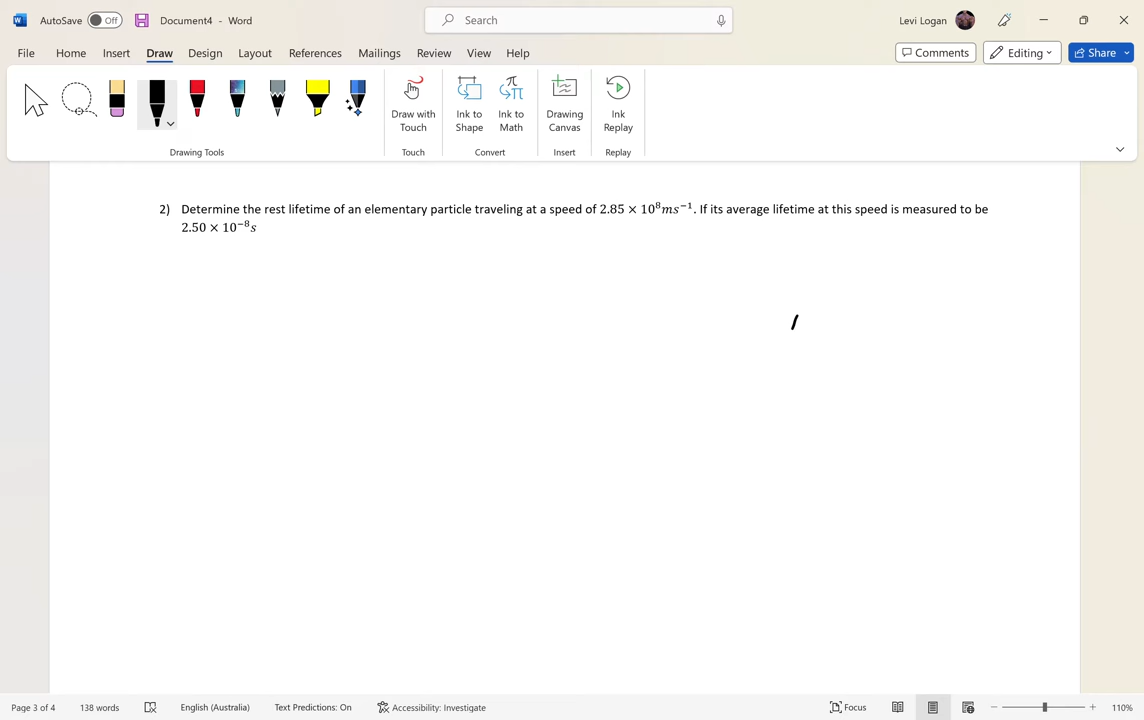 AutoSave Off Document4 - Word Search Levi Logan
File Home Insert Draw Design Layout References Mailings Review View Help Comments Editing Share
Draw with Touch Ink to Shape Ink to Math Drawing Canvas Ink Replay
Drawing Tools Touch Convert Insert Replay
2) Determine the rest lifetime of an elementary particle traveling at a speed of 2.85 × 10⁸ms⁻¹. If its average lifetime at this speed is measured to be
2.50 × 10⁻⁸s
Page 3 of 4 138 words English (Australia) Text Predictions: On Accessibility: Investigate Focus 110%